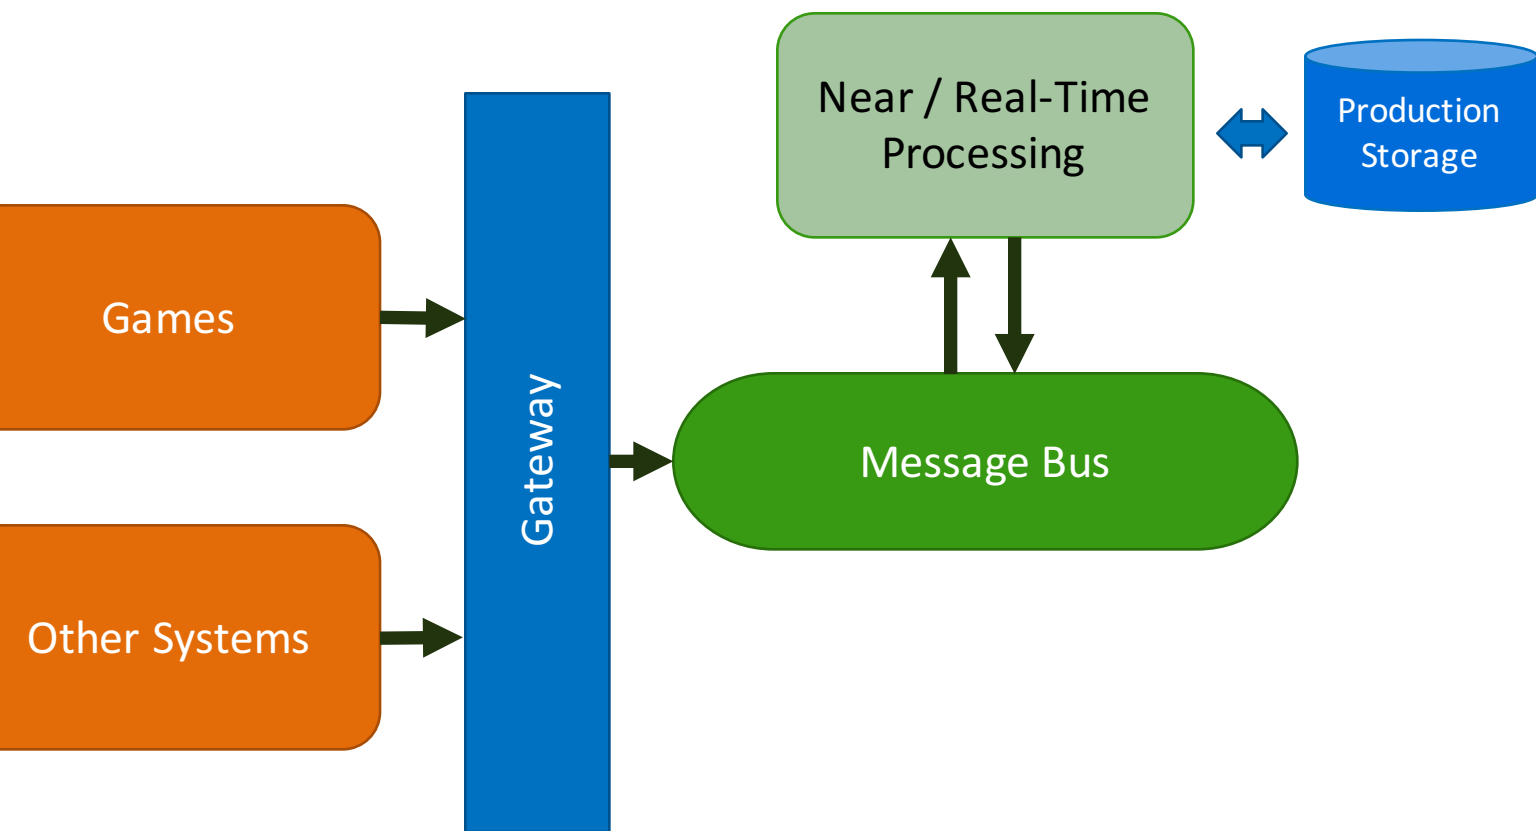 Near / Real-Time
Processing
Production
Storage
Games
Gateway
Message Bus
Other Systems